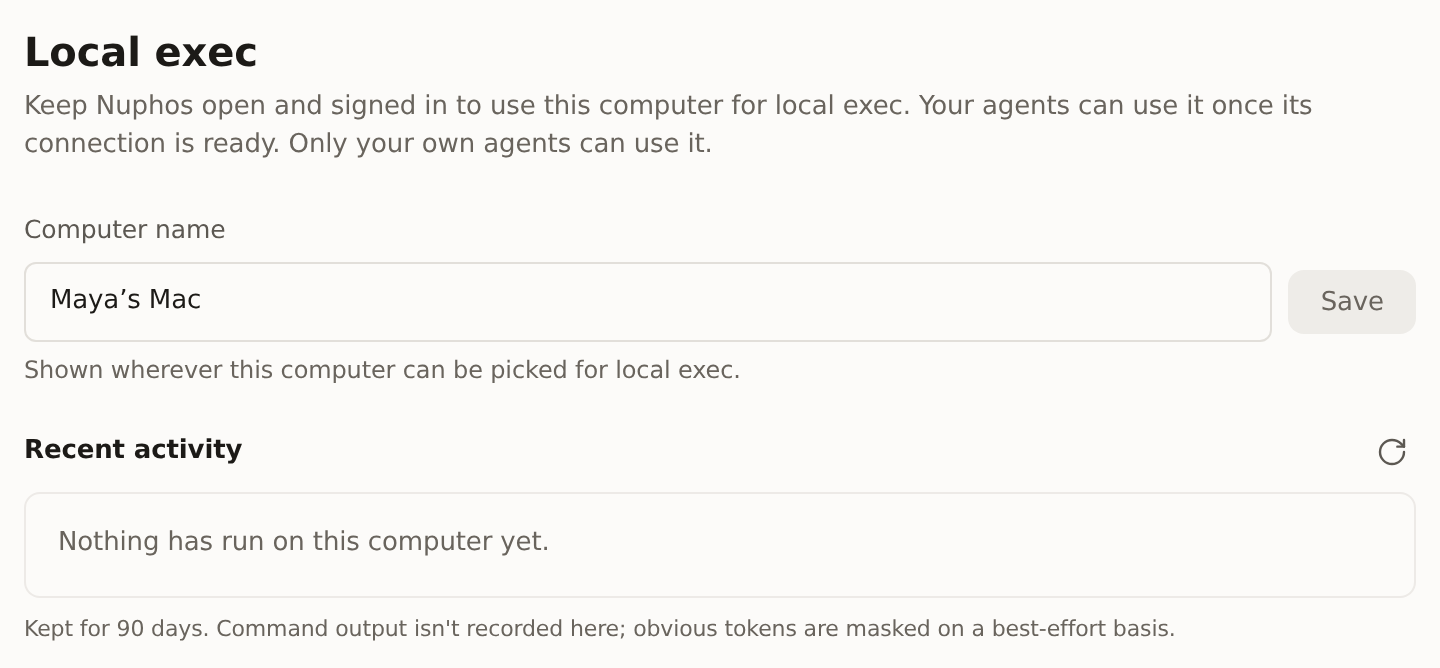 Local exec
Keep Nuphos open and signed in to use this computer for local exec. Your agents can use it once its
connection is ready. Only your own agents can use it.
Computer name
Maya’s Mac
Save
Shown wherever this computer can be picked for local exec.
Recent activity
Nothing has run on this computer yet.
Kept for 90 days. Command output isn't recorded here; obvious tokens are masked on a best-effort basis.